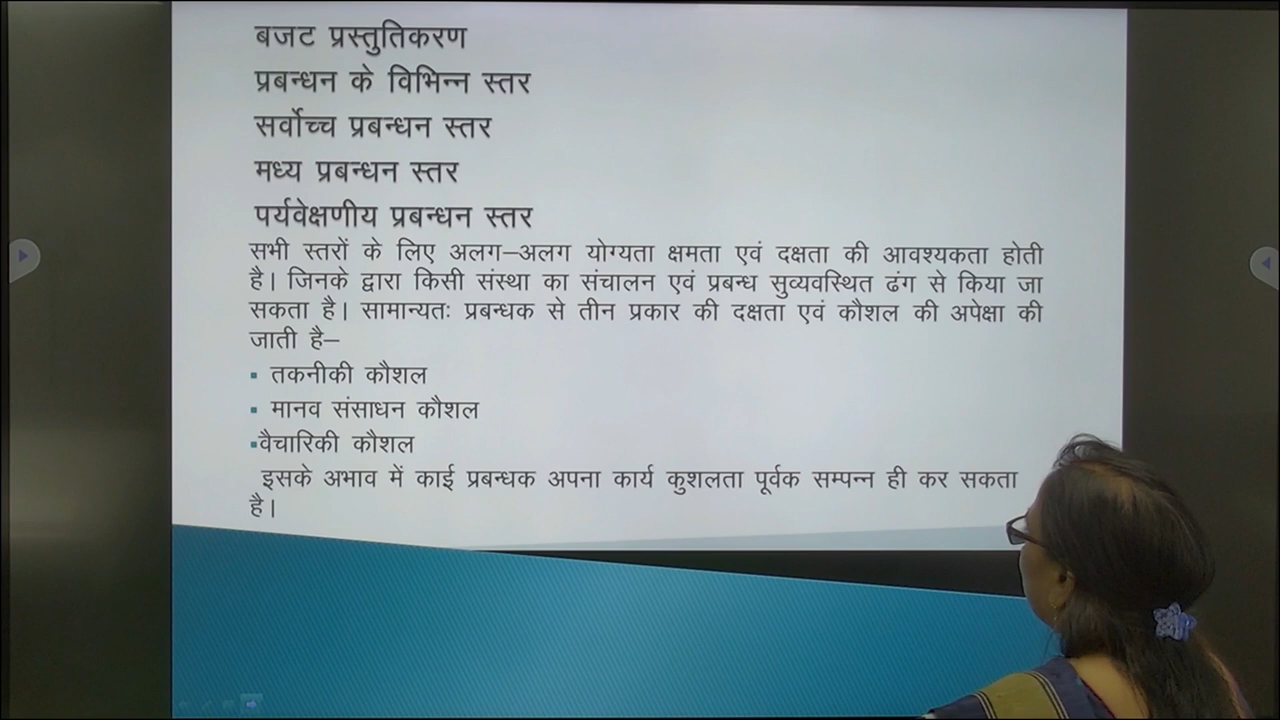 बजट प्रस्तुतिकरण
प्रबन्धन के विभिन्न स्तर
सर्वोच्च प्रबन्धन स्तर
मध्य प्रबन्धन स्तर
पर्यवेक्षणीय प्रबन्धन स्तर
सभी स्तरों के लिए अलग–अलग योग्यता क्षमता एवं दक्षता की आवश्यकता होती
है। जिनके द्वारा किसी संस्था का संचालन एवं प्रबन्ध सुव्यवस्थित ढंग से किया जा
सकता है। सामान्यतः प्रबन्धक से तीन प्रकार की दक्षता एवं कौशल की अपेक्षा की
जाती है–
▪ तकनीकी कौशल
▪ मानव संसाधन कौशल
▪वैचारिकी कौशल
इसके अभाव में काई प्रबन्धक अपना कार्य कुशलता पूर्वक सम्पन्न ही कर सकता
है।